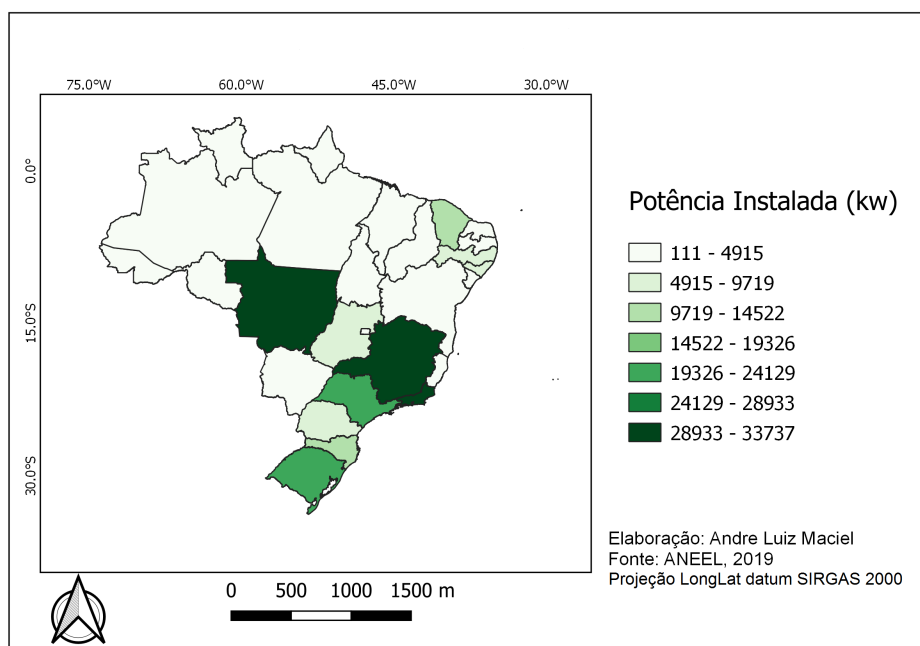 75.0°W 60.0°W 45.0°W 30.0°W
0.0°
15.0°S
30.0°S
Potência Instalada (kw)
111 - 4915
4915 - 9719
9719 - 14522
14522 - 19326
19326 - 24129
24129 - 28933
28933 - 33737
Elaboração: Andre Luiz Maciel
Fonte: ANEEL, 2019
Projeção LongLat datum SIRGAS 2000
0 500 1000 1500 m